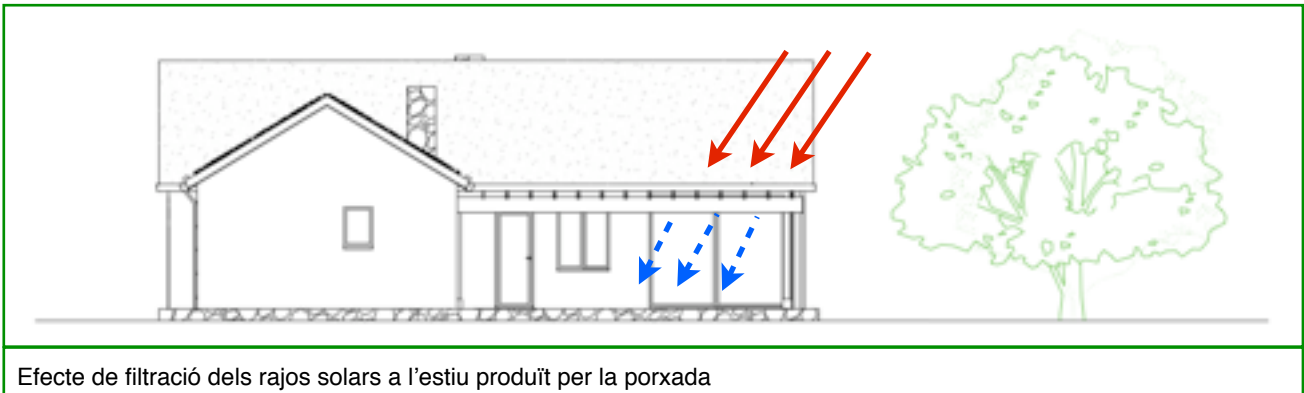 Efecte de filtració dels rajos solars a l’estiu produït per la porxada